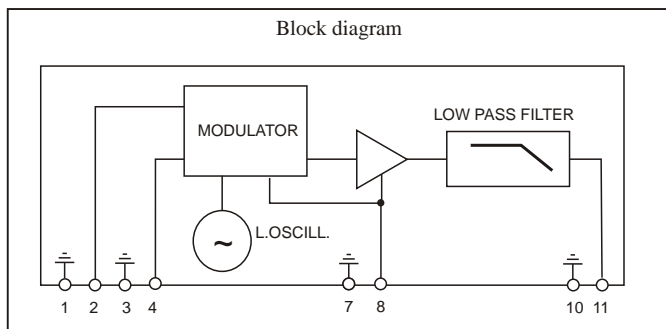 Block diagram
LOW PASS FILTER
MODULATOR
L.OSCILL.
~
1 2 3 4 7 8 10 11